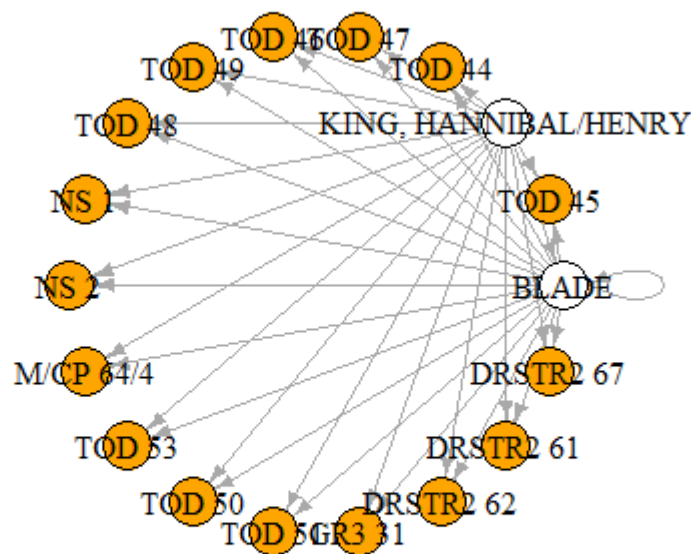 TOD 46
TOD 47
TOD 49
TOD 44
TOD 48
KING, HANNIBAL/HENRY
NS 1
TOD 45
NS 2
BLADE
M/CP 64/4
DRSTR2 67
TOD 53
DRSTR2 61
TOD 50
DRSTR2 62
TOD 51
GR3 31